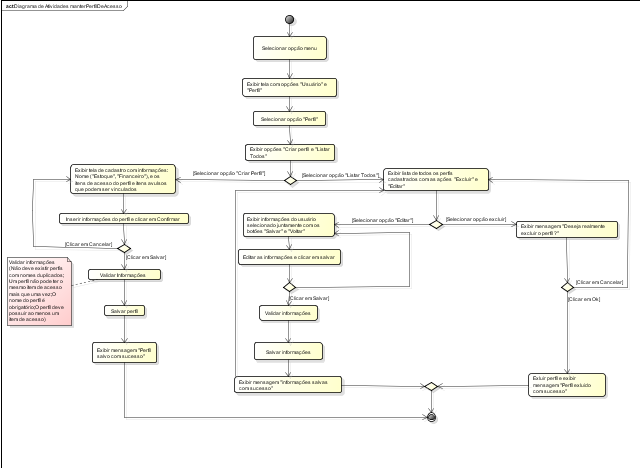 act Diagrama de Atividades manterPerfilDeAcesso
Selecionar opção menu
Exibir tela com opções "Usuário" e
"Perfil"
Selecionar opção "Perfil"
Exibir opções "Criar perfil e "Listar
Todos"
[Selecionar opção "Criar Perfil"]
[Selecionar opção "Listar Todos"]
Exibir tela de cadastro com informações:
Nome ("Estoque", "Financeiro"), e os
itens de acesso do perfil e itens avulsos
que podem ser vinculados
Exibir lista de todos os perfis
cadastrados com as ações "Excluir" e
"Editar"
Inserir informações do perfil e clicar em Confirmar
[Selecionar opção "Editar"]
[Selecionar opção excluir]
Exibir informações do usuário
selecionado juntamente com os
botões "Salvar" e "Voltar"
Exibir mensagem "Deseja realmente
excluir o perfil ?"
[Clicar em Cancelar]
[Clicar em Salvar]
Editar as informações e clicar em salvar
Validar informações
(Não deve existir perfis
com nomes duplicados;
Um perfil não pode ter o
mesmo item de acesso
mais que uma vez;O
nome do perfil é
obrigatório;O perfil deve
possuir ao menos um
item de acesso)
Validar Informações
[Clicar em Cancelar]
[Clicar em Salvar]
[Clicar em Ok]
Salvar perfil
Validar informações
Exibir mensagem "Perfil
salvo com sucesso"
Salvar informações
Exibir mensagem "Informações salvas
com sucesso"
Exluir perfil e exibir
mensagem "Perfil exluído
com sucesso"